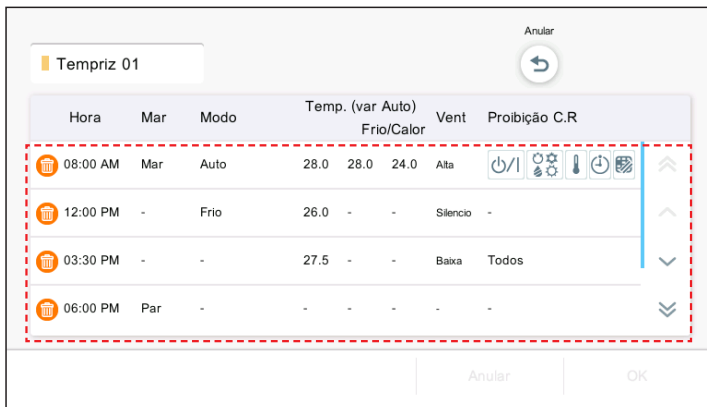 Anular
Tempriz 01
Hora Mar Modo Temp. (var Auto) Frio/Calor Vent Proibição C.R
08:00 AM Mar Auto 28.0 28.0 24.0 Alta
12:00 PM - Frio 26.0 - - Silencio -
03:30 PM - - 27.5 - - Baixa Todos
06:00 PM Par - - - - - -
Anular OK